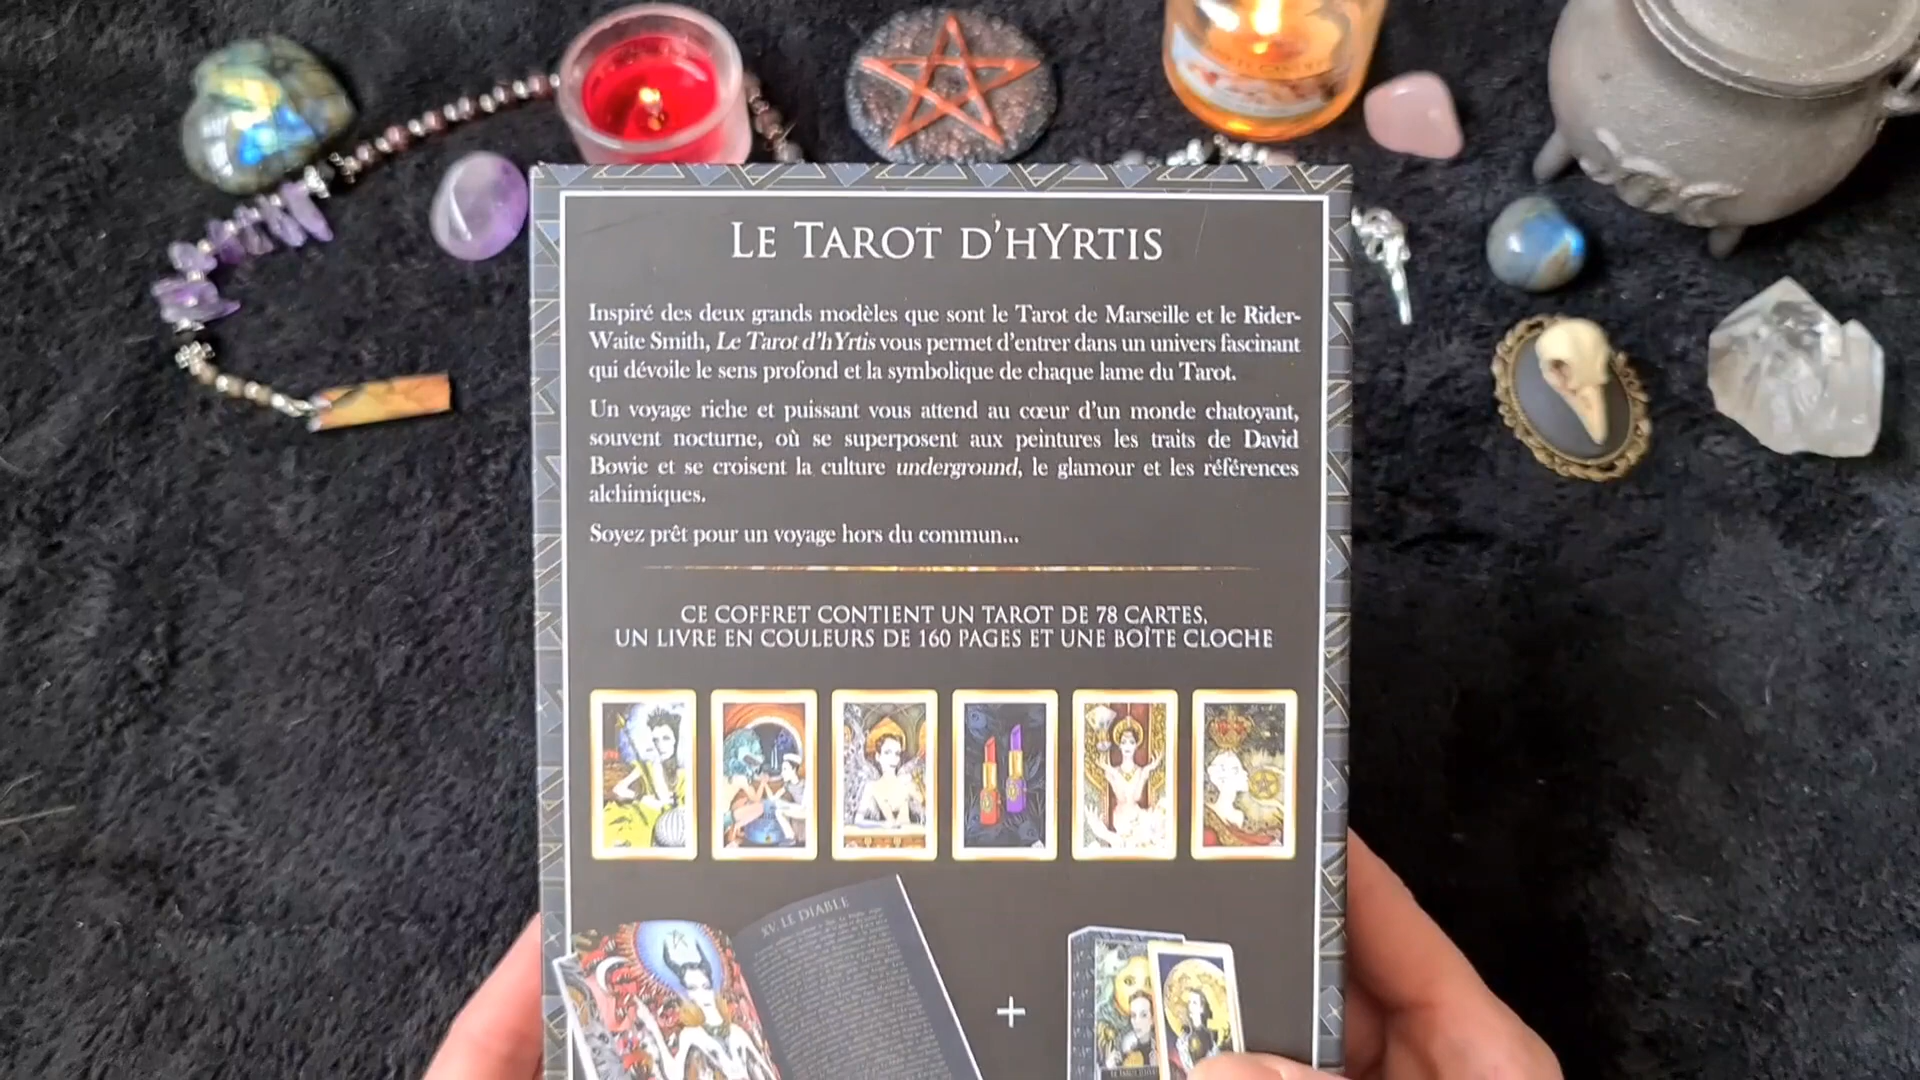 LE TAROT D'HYRTIS
Inspiré des deux grands modèles que sont le Tarot de Marseille et le Rider-
Waite Smith, Le Tarot d'hYrtis vous permet d'entrer dans un univers fascinant
qui dévoile le sens profond et la symbolique de chaque lame du Tarot.
Un voyage riche et puissant vous attend au cœur d'un monde chatoyant,
souvent nocturne, où se superposent aux peintures les traits de David
Bowie et se croisent la culture underground, le glamour et les références
alchimiques.
Soyez prêt pour un voyage hors du commun...
CE COFFRET CONTIENT UN TAROT DE 78 CARTES,
UN LIVRE EN COULEURS DE 160 PAGES ET UNE BOÎTE CLOCHE
XV. LE DIABLE
+